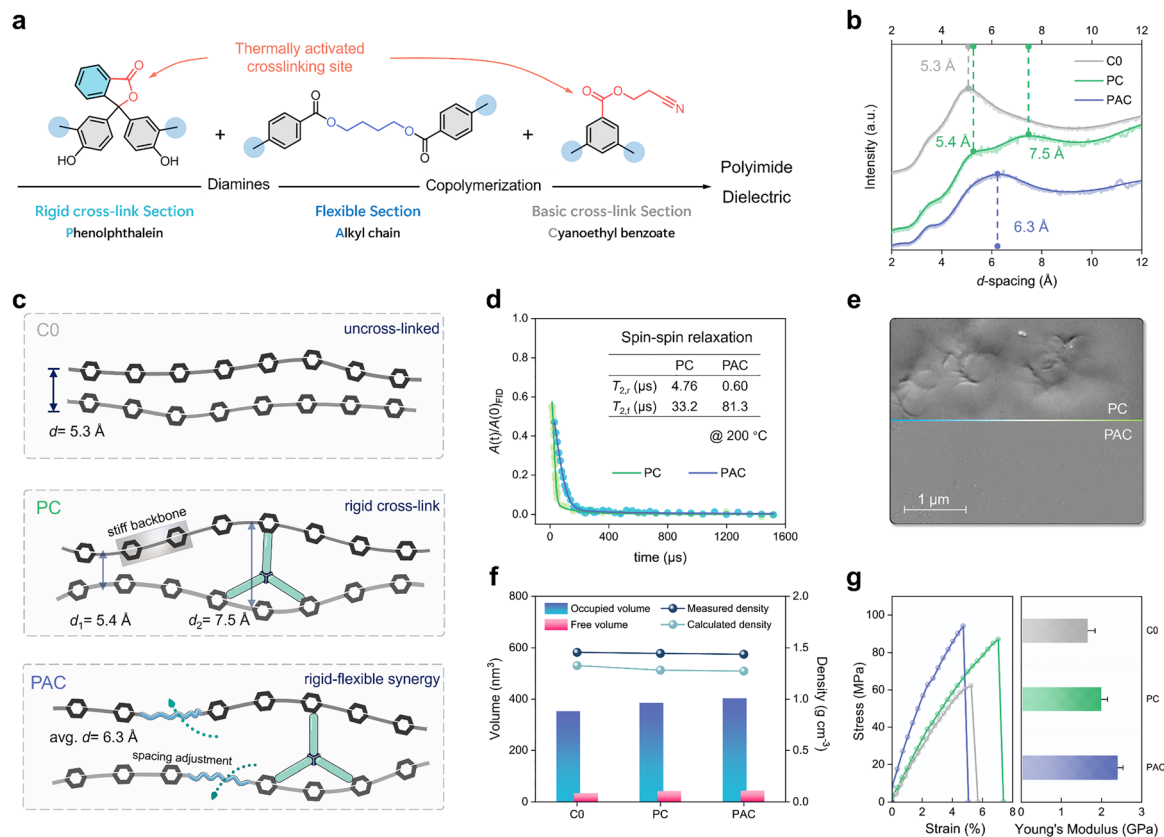 a
Thermally activated
crosslinking site
O
O
HO
OH
+
O
O
O
O
+
O
O
N
Polyimide
Dielectric
Diamines
Copolymerization
Rigid cross-link Section
Phenolphthalein
Flexible Section
Alkyl chain
Basic cross-link Section
Cyanoethyl benzoate
b
2 4 6 8 10 12
5.3 Å
C0
PC
PAC
5.4 Å
7.5 Å
6.3 Å
Intensity (a.u.)
2 4 6 8 10 12
d-spacing (Å)
c
C0
uncross-linked
d= 5.3 Å
PC
rigid cross-link
stiff backbone
d1= 5.4 Å
d2= 7.5 Å
PAC
rigid-flexible synergy
avg. d= 6.3 Å
spacing adjustment
d
A(t)/A(0)FID
1.0
0.8
0.6
0.4
0.2
0.0
Spin-spin relaxation
PC PAC
T2,r (μs) 4.76 0.60
T2,f (μs) 33.2 81.3
@ 200 °C
PC PAC
0 400 800 1200 1600
time (μs)
e
PC
PAC
1 μm
f
Volume (nm3)
800
600
400
200
0
Occupied volume
Free volume
Measured density
Calculated density
2.0
1.5
1.0
0.5
0.0
Density (g cm-3)
C0 PC PAC
g
Stress (MPa)
100
80
60
40
20
0
0 2 4 6 8
Strain (%)
C0
PC
PAC
0 1 2 3
Young's Modulus (GPa)